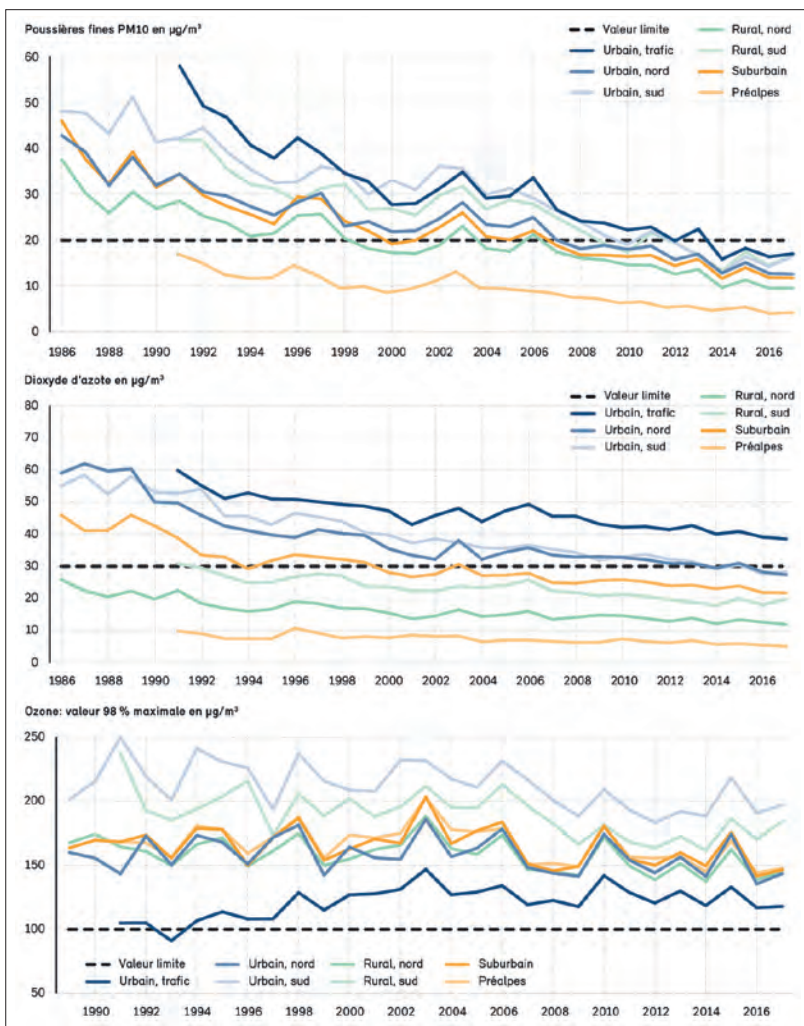 Poussières fines PM10 en µg/m³
Valeur limite
Urbain, trafic
Urbain, nord
Urbain, sud
Rural, nord
Rural, sud
Suburbain
Préalpes
60
50
40
30
20
10
0
1986 1988 1990 1992 1994 1996 1998 2000 2002 2004 2006 2008 2010 2012 2014 2016
Dioxyde d'azote en µg/m³
Valeur limite
Urbain, trafic
Urbain, nord
Urbain, sud
Rural, nord
Rural, sud
Suburbain
Préalpes
80
70
60
50
40
30
20
10
0
1986 1988 1990 1992 1994 1996 1998 2000 2002 2004 2006 2008 2010 2012 2014 2016
Ozone: valeur 98 % maximale en µg/m³
250
200
150
100
50
Valeur limite
Urbain, trafic
Urbain, nord
Urbain, sud
Rural, nord
Rural, sud
Suburbain
Préalpes
1990 1992 1994 1996 1998 2000 2002 2004 2006 2008 2010 2012 2014 2016